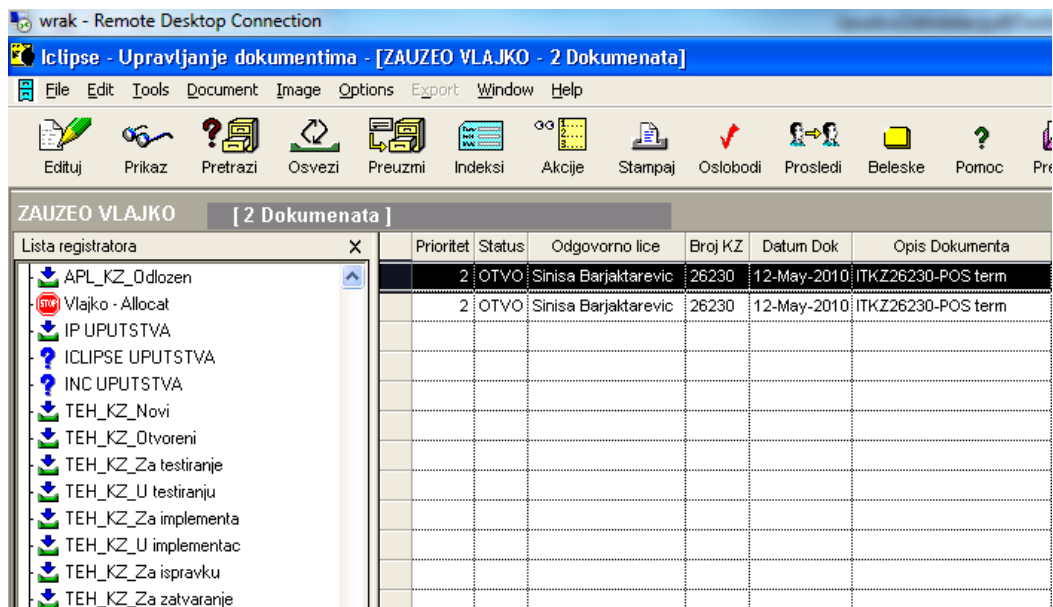 wrak - Remote Desktop Connection
Iclipse - Upravljanje dokumentima - [ZAUZEO VLAJKO - 2 Dokumenata]
File Edit Tools Document Image Options Export Window Help
Edituj Prikaz Pretrazi Osvezi Preuzmi Indeksi Akcije Stampaj Oslobodi Prosledi Beleske Pomoc
ZAUZEO VLAJKO [ 2 Dokumenata ]
Lista registratora X Prioritet Status Odgovorno lice Broj KZ Datum Dok Opis Dokumenta
APL_KZ_Odlozen 2 OTVO Sinisa Barjaktarevic 26230 12-May-2010 ITKZ26230-POS term
STOP Vlajko - Allocat 2 OTVO Sinisa Barjaktarevic 26230 12-May-2010 ITKZ26230-POS term
IP UPUTSTVA
? ICLIPSE UPUTSTVA
? INC UPUTSTVA
TEH_KZ_Novi
TEH_KZ_Otvoreni
TEH_KZ_Za testiranje
TEH_KZ_U testiranju
TEH_KZ_Za implementa
TEH_KZ_U implementac
TEH_KZ_Za ispravku
TEH_KZ_Za zatvaranje